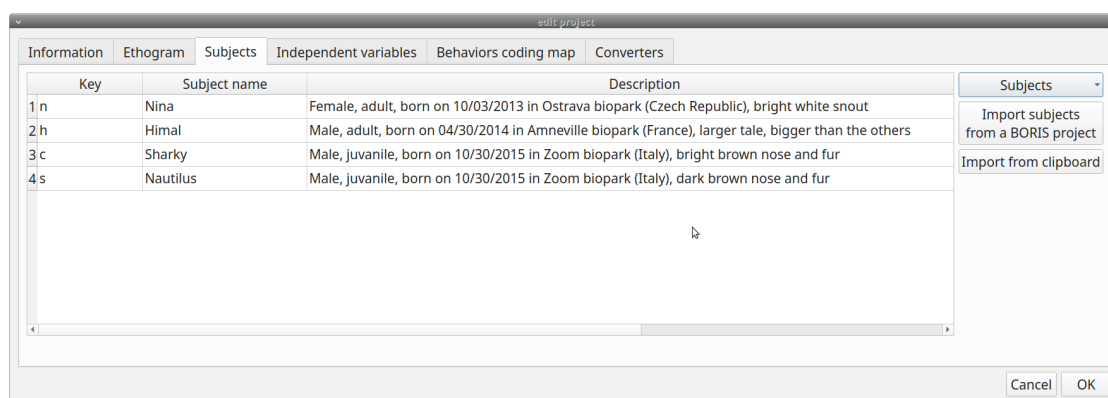 edit project
Information Ethogram Subjects Independent variables Behaviors coding map Converters
Key Subject name Description
1 n Nina Female, adult, born on 10/03/2013 in Ostrava biopark (Czech Republic), bright white snout
2 h Himal Male, adult, born on 04/30/2014 in Amneville biopark (France), larger tale, bigger than the others
3 c Sharky Male, juvanile, born on 10/30/2015 in Zoom biopark (Italy), bright brown nose and fur
4 s Nautilus Male, juvanile, born on 10/30/2015 in Zoom biopark (Italy), dark brown nose and fur
Subjects
Import subjects
from a BORIS project
Import from clipboard
Cancel OK